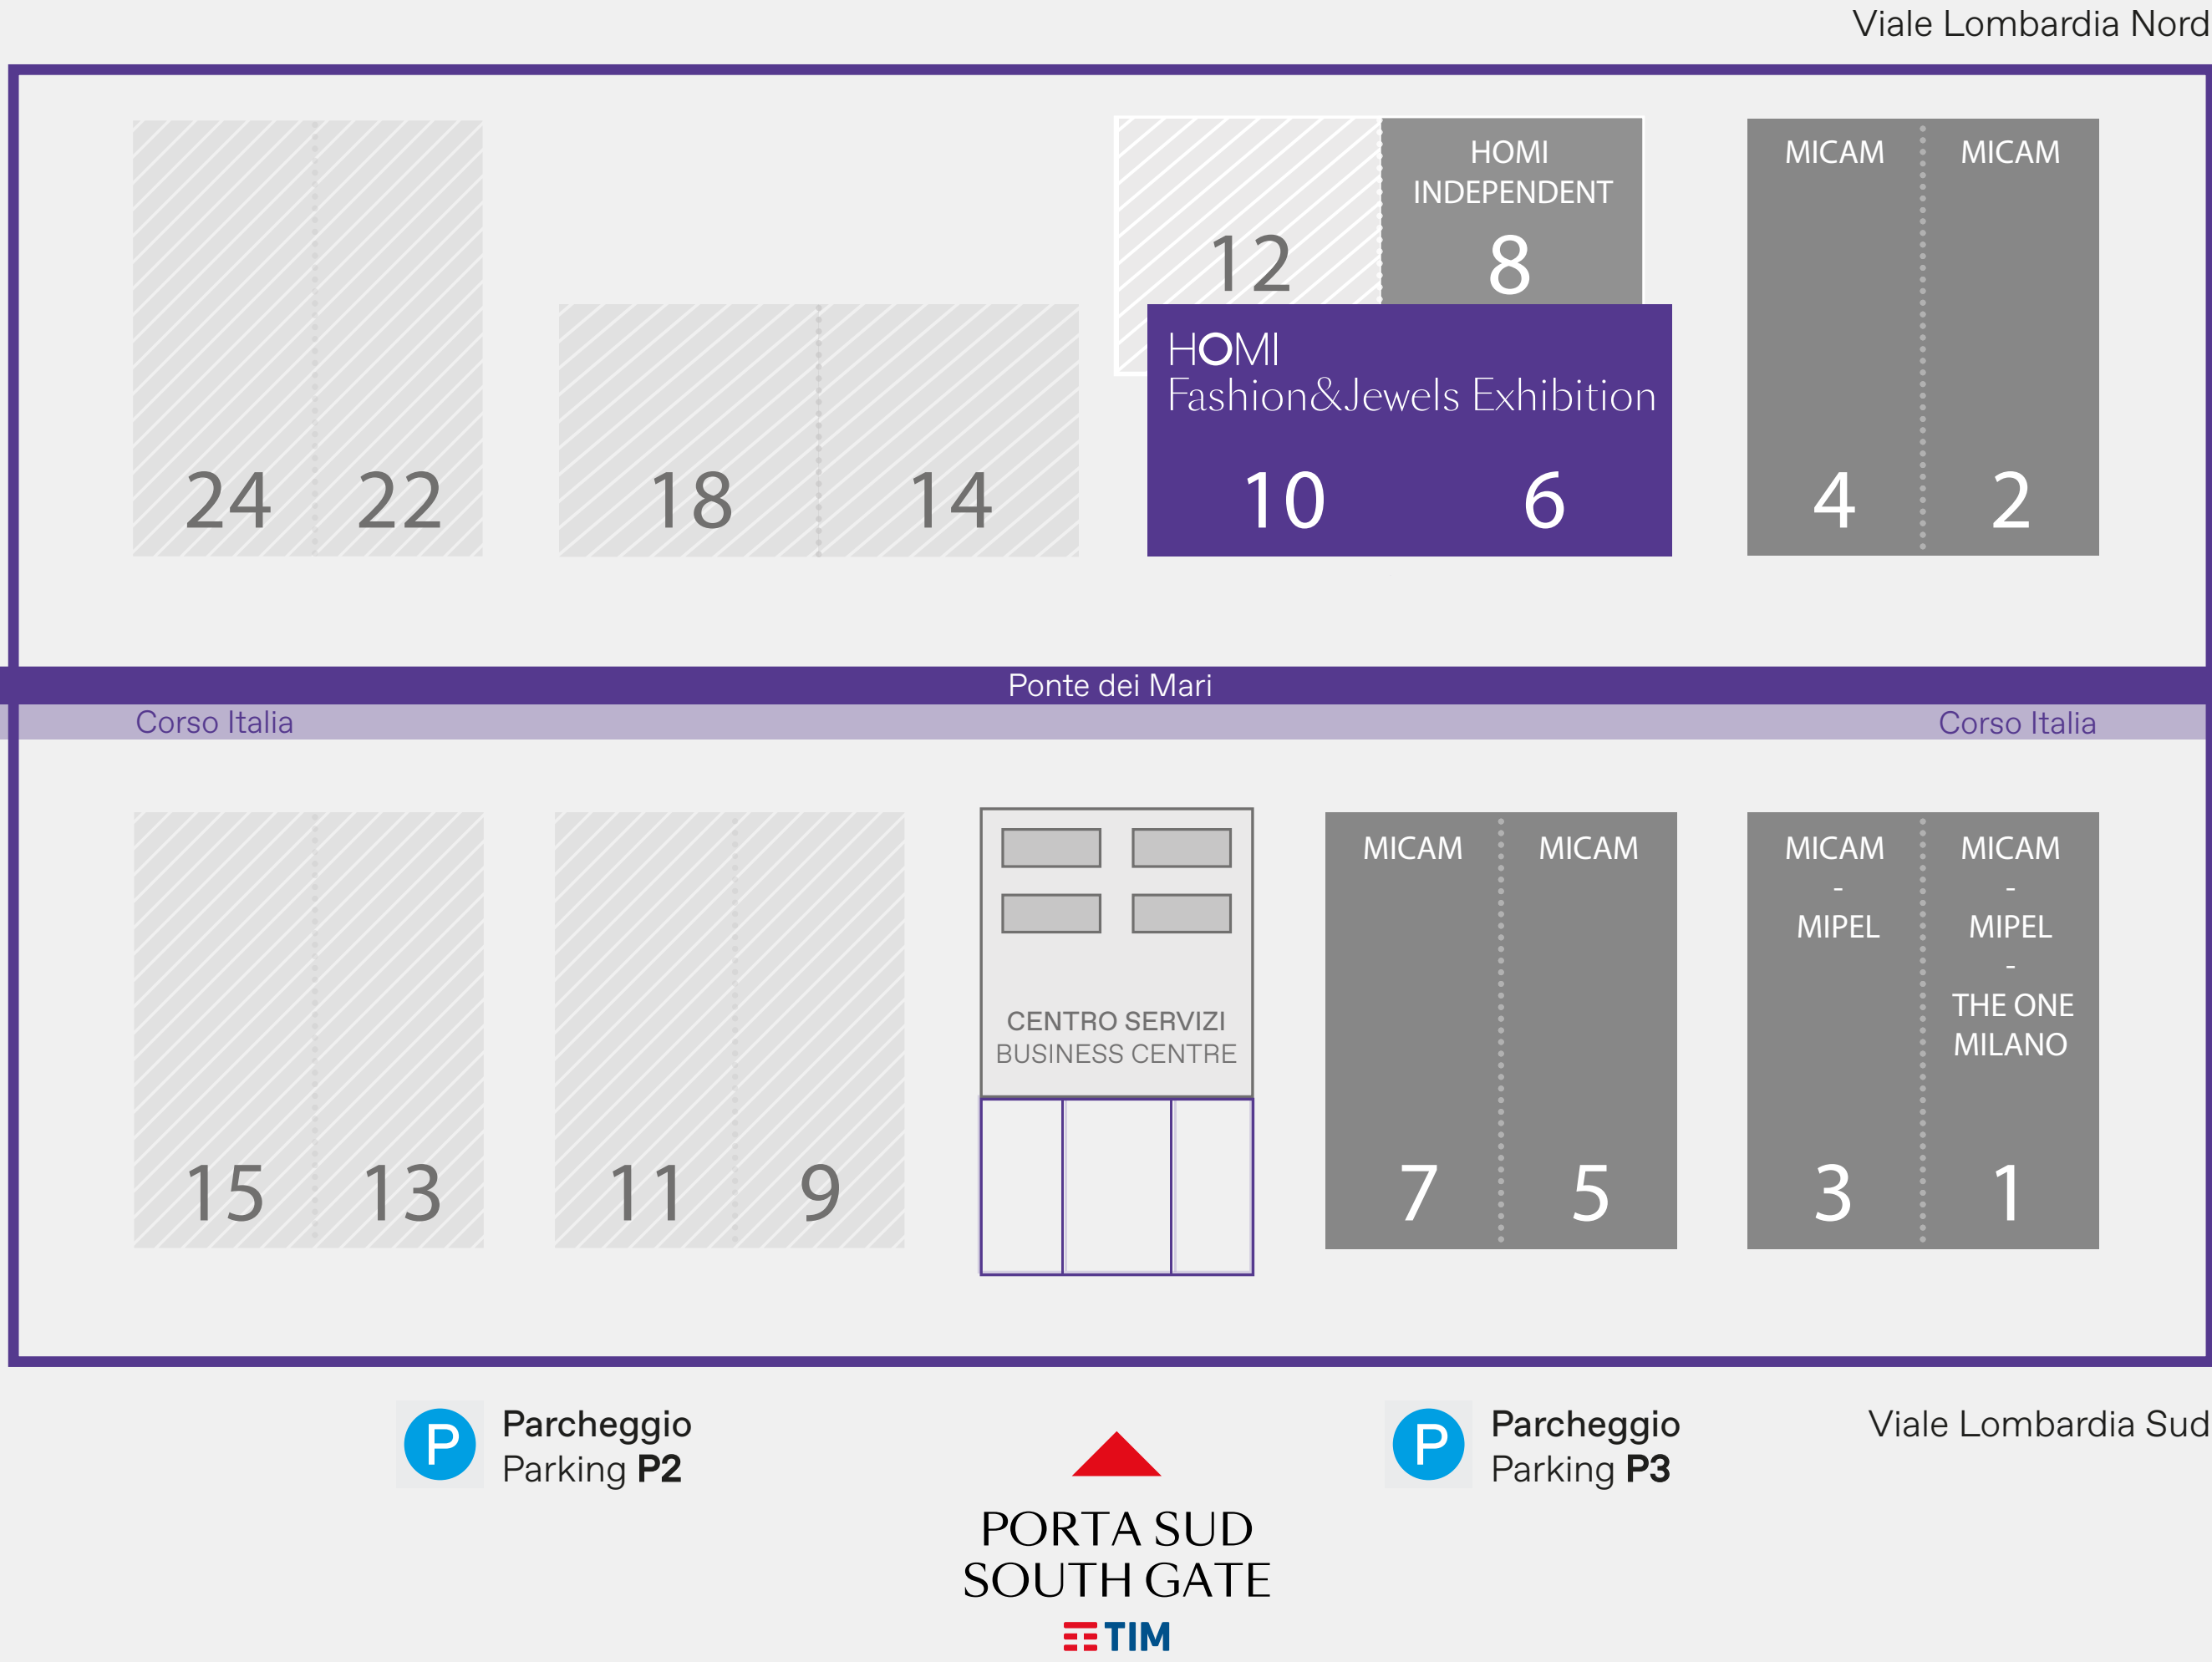 Viale Lombardia Nord
HOMI
INDEPENDENT
MICAM
MICAM
12
8
HOMI
Fashion&Jewels Exhibition
24
22
18
14
10
6
4
2
Ponte dei Mari
Corso Italia
Corso Italia
MICAM
MICAM
MICAM
-
MIPEL
MICAM
-
MIPEL
-
THE ONE
MILANO
CENTRO SERVIZI
BUSINESS CENTRE
15
13
11
9
7
5
3
1
P
Parcheggio
Parking P2
P
Parcheggio
Parking P3
Viale Lombardia Sud
PORTA SUD
SOUTH GATE
TIM